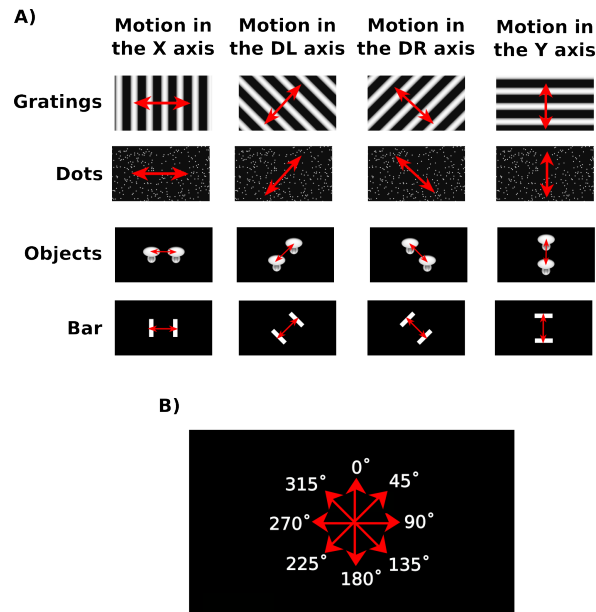 A)
Motion in the X axis
Motion in the DL axis
Motion in the DR axis
Motion in the Y axis
Gratings
Dots
Objects
Bar
B)
0°
45°
90°
135°
180°
225°
270°
315°